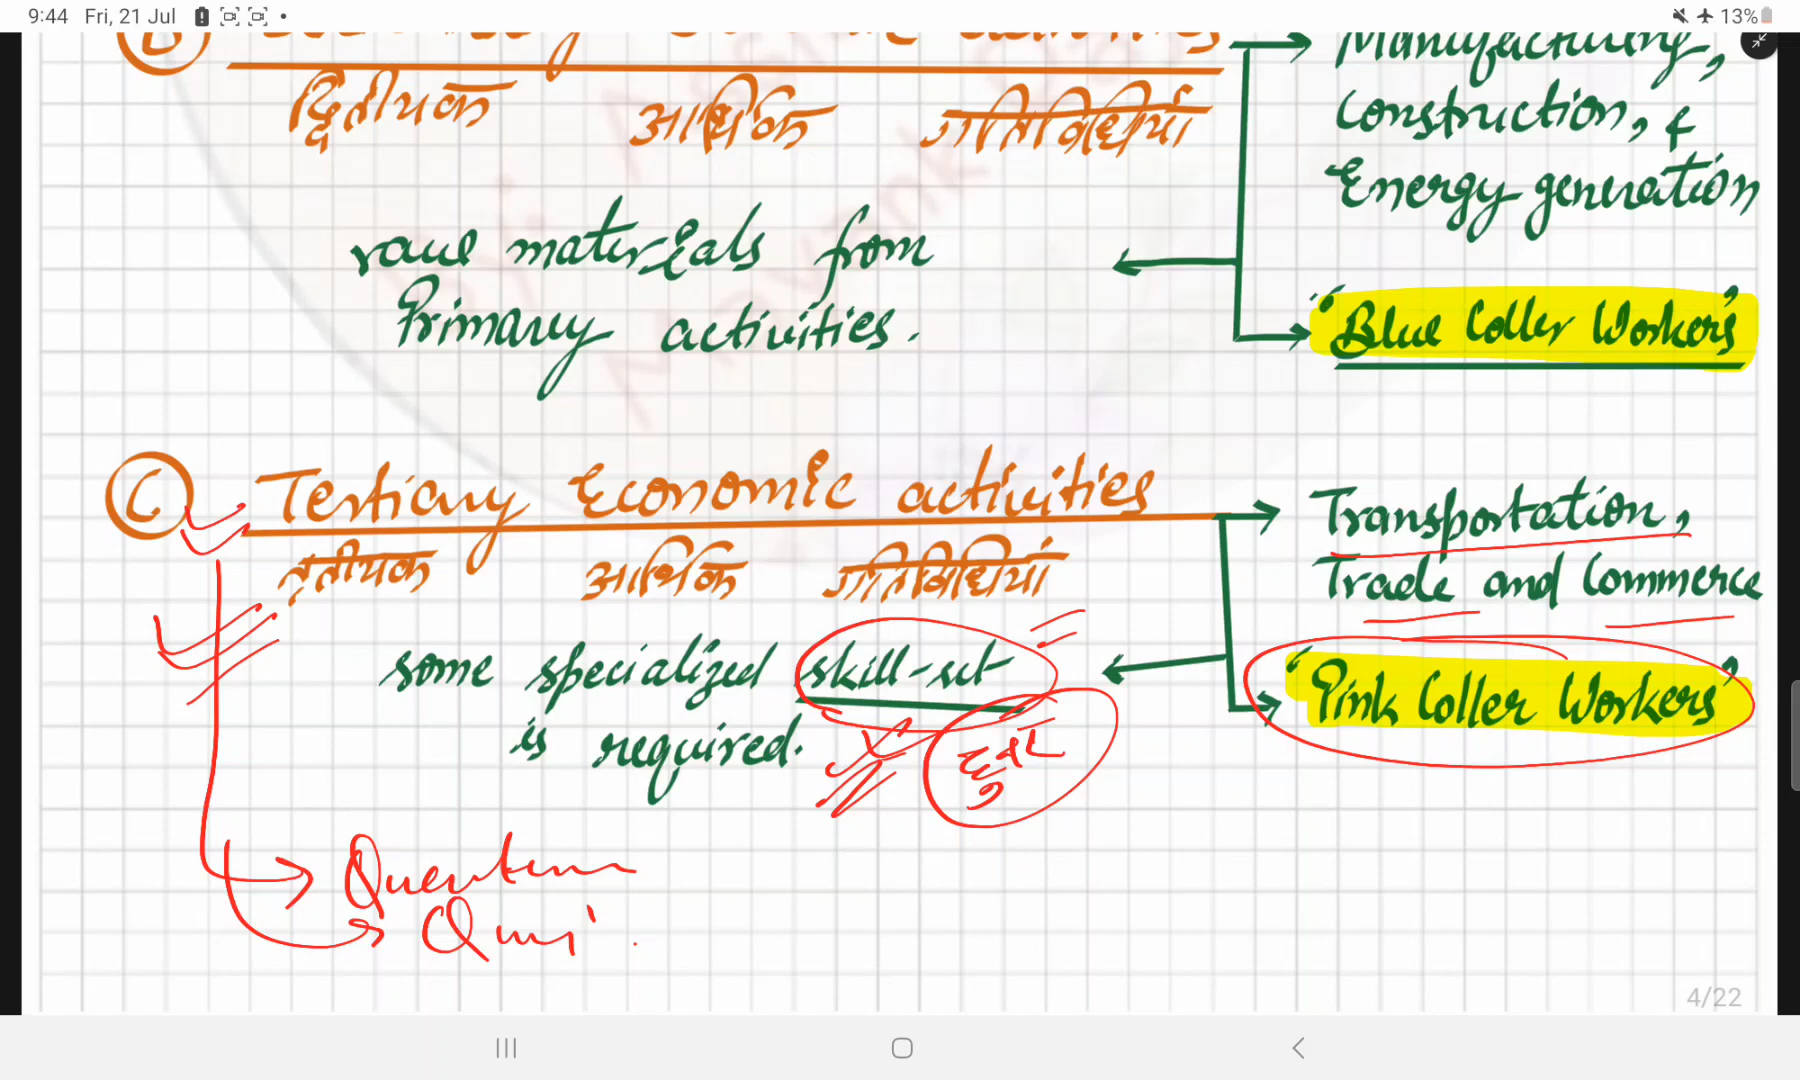 9:44 Fri, 21 Jul
13%
Manufacturing,
द्वितीयक आर्थिक गतिविधियां
construction, &
Energy generation
raw materials from
Primary activities.
"Blue Coller Workers"
C Tertiary Economic activities
तृतीयक आर्थिक गतिविधियां
Transportation,
Trade and Commerce
some specialized skill-set
is required.
"Pink Coller Workers"
4/22